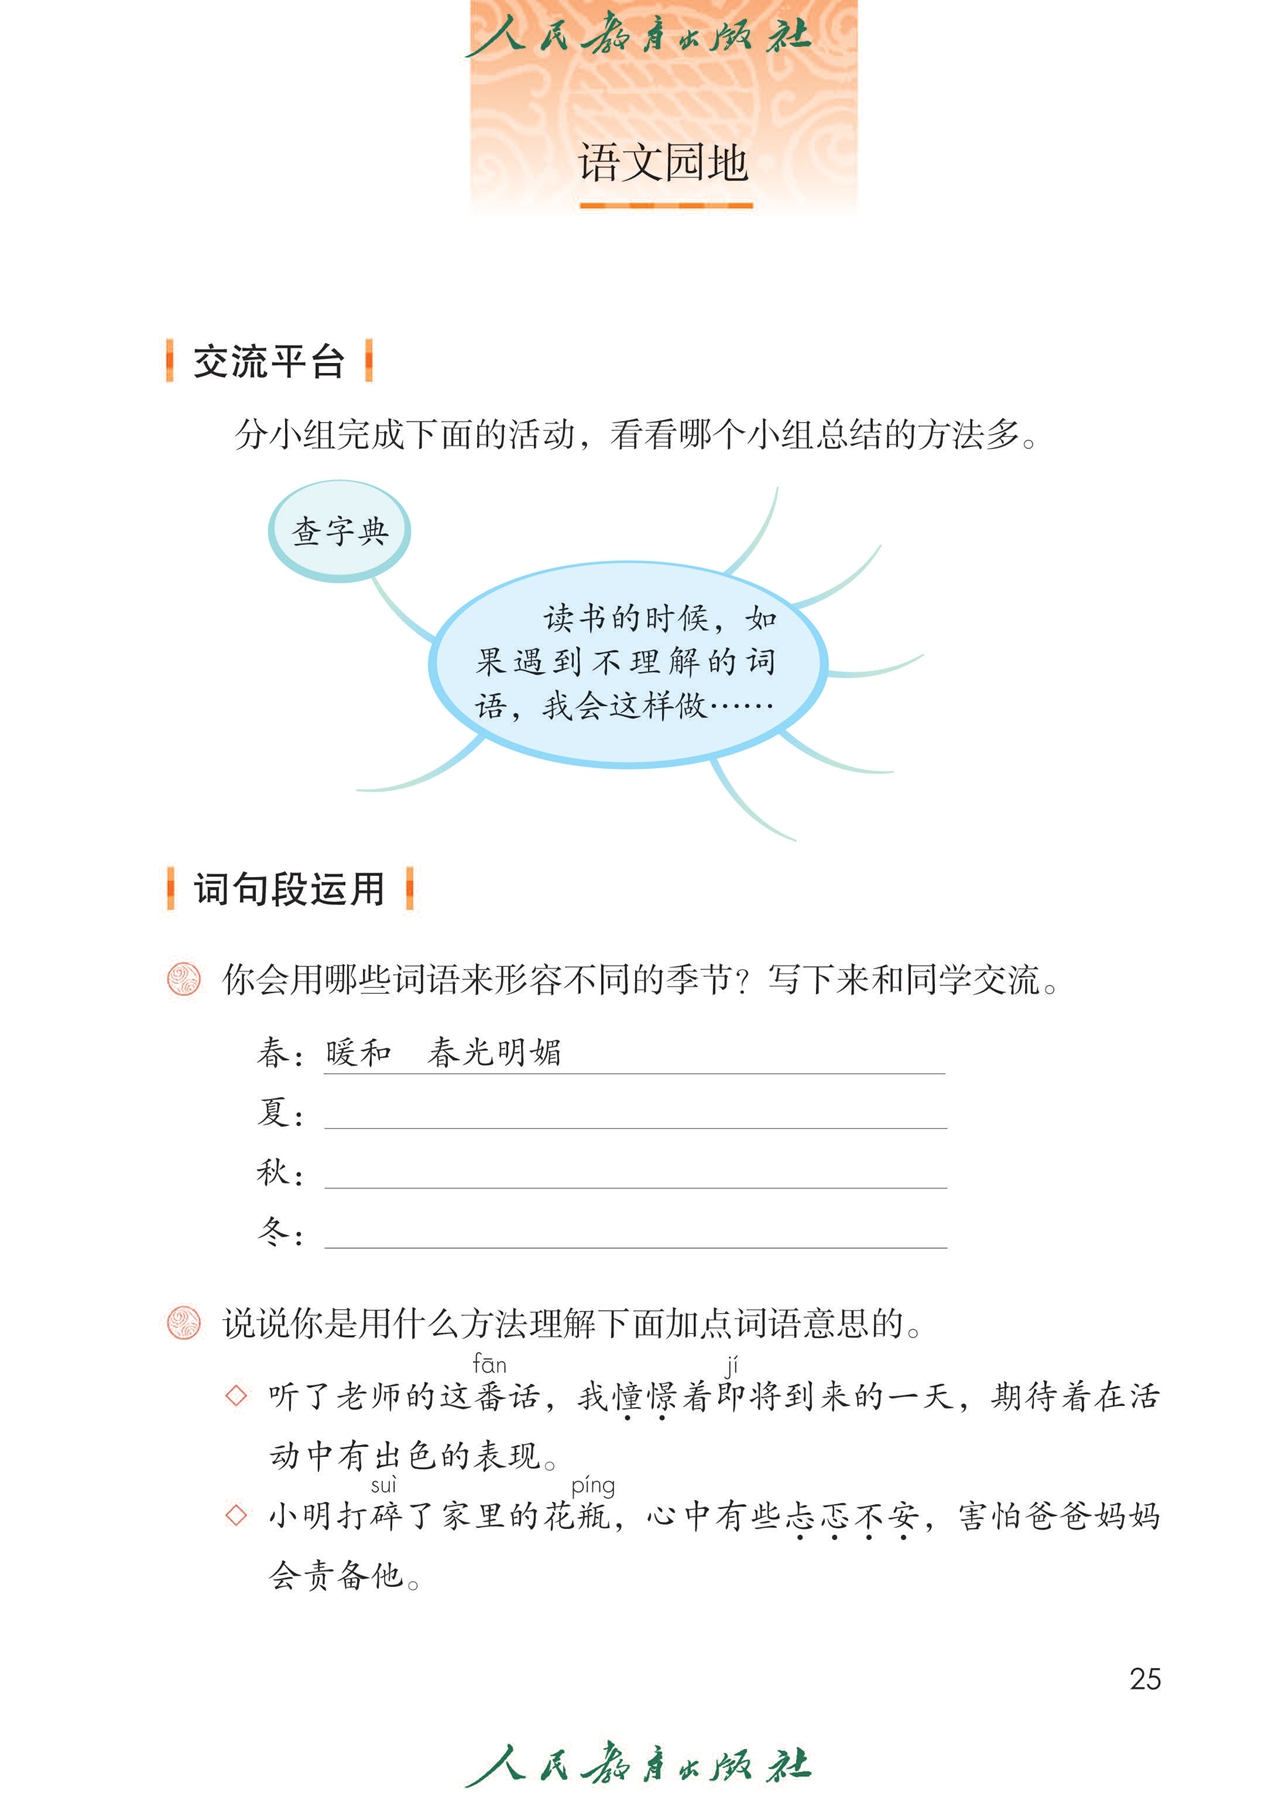 人民教育出版社
语文园地
交流平台
分小组完成下面的活动，看看哪个小组总结的方法多。
查字典
读书的时候，如
果遇到不理解的词
语，我会这样做……
词句段运用
你会用哪些词语来形容不同的季节？写下来和同学交流。
春：暖和　春光明媚
夏：
秋：
冬：
说说你是用什么方法理解下面加点词语意思的。
fān jí
听了老师的这番话，我憧憬着即将到来的一天，期待着在活
动中有出色的表现。
suì píng
小明打碎了家里的花瓶，心中有些忐忑不安，害怕爸爸妈妈
会责备他。
25
人民教育出版社